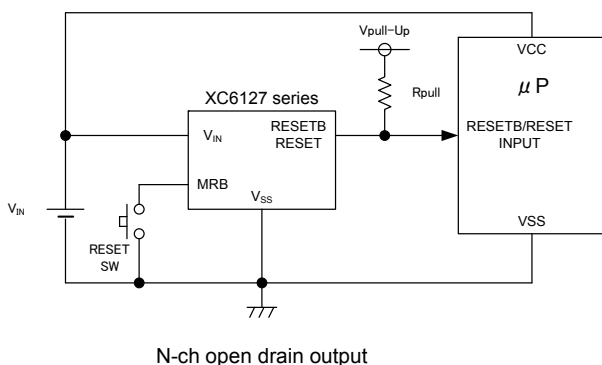 Vpull-Up
VCC
μ P
Rpull
XC6127 series
VIN
RESETB
RESET
RESETB/RESET
INPUT
MRB
VSS
VIN
RESET
SW
VSS
N-ch open drain output